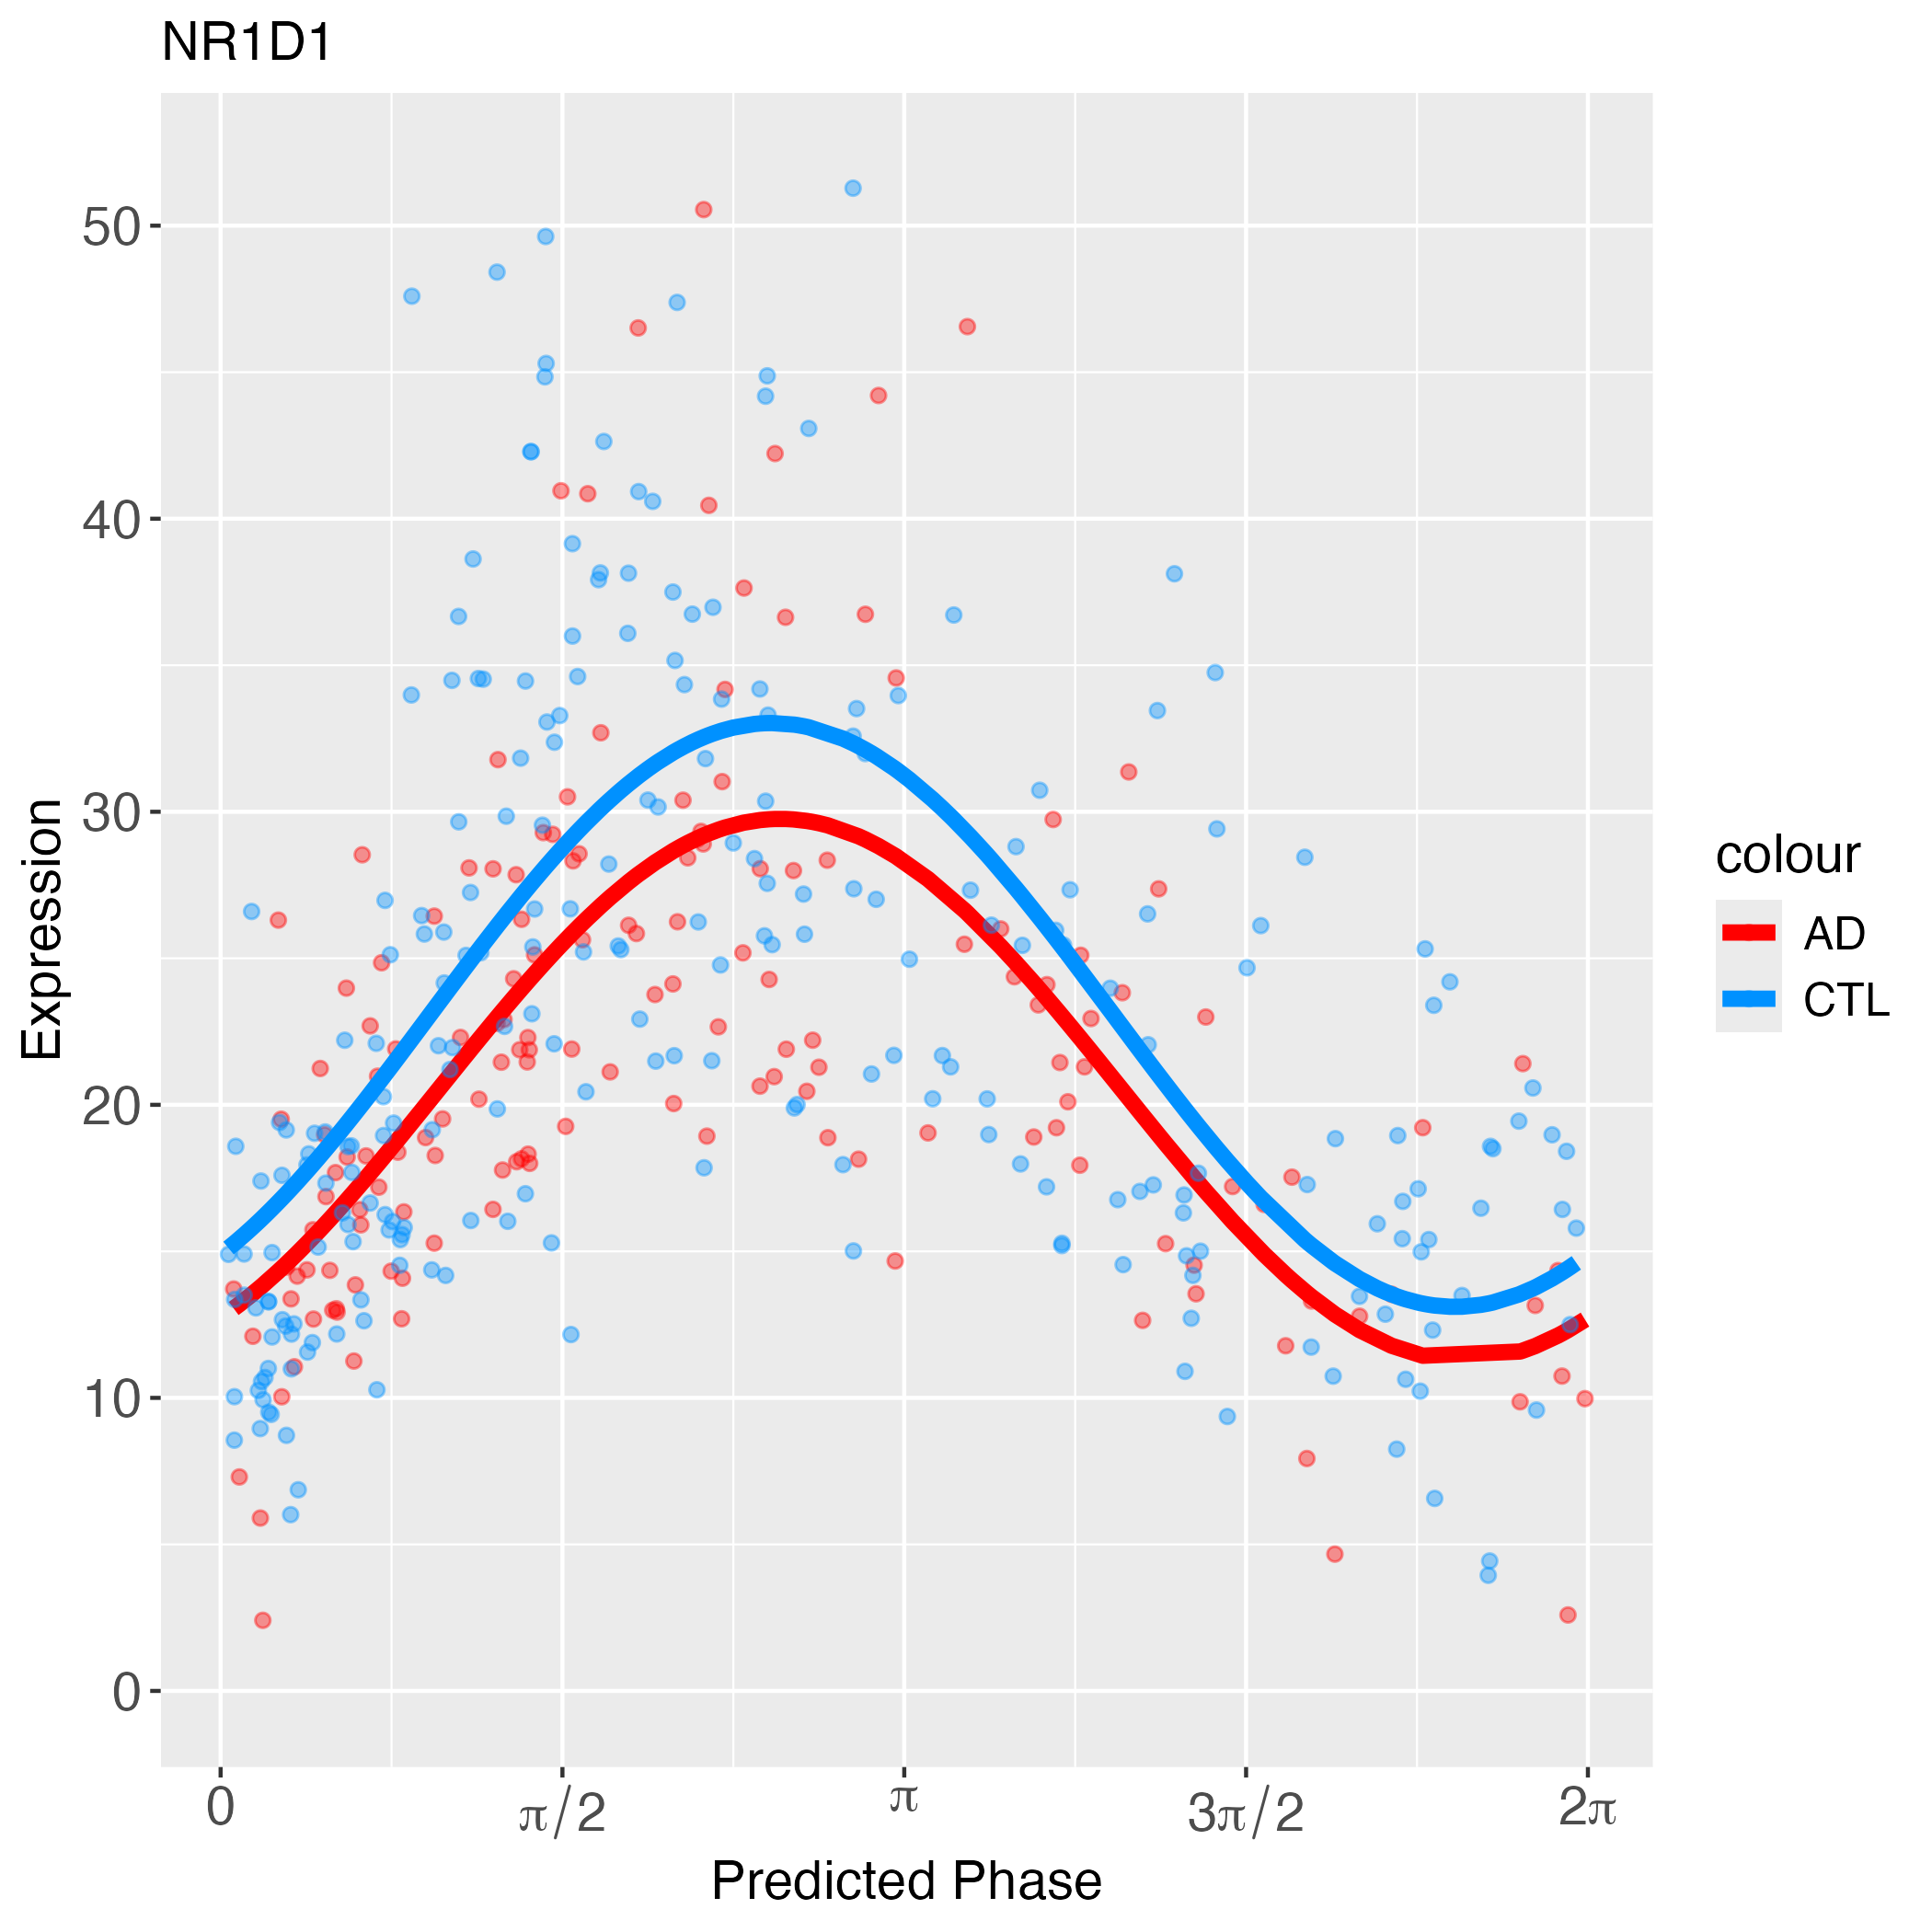 NR1D1
50
40
30
20
10
0
Expression
0 π/2 π 3π/2 2π
Predicted Phase
colour
AD
CTL